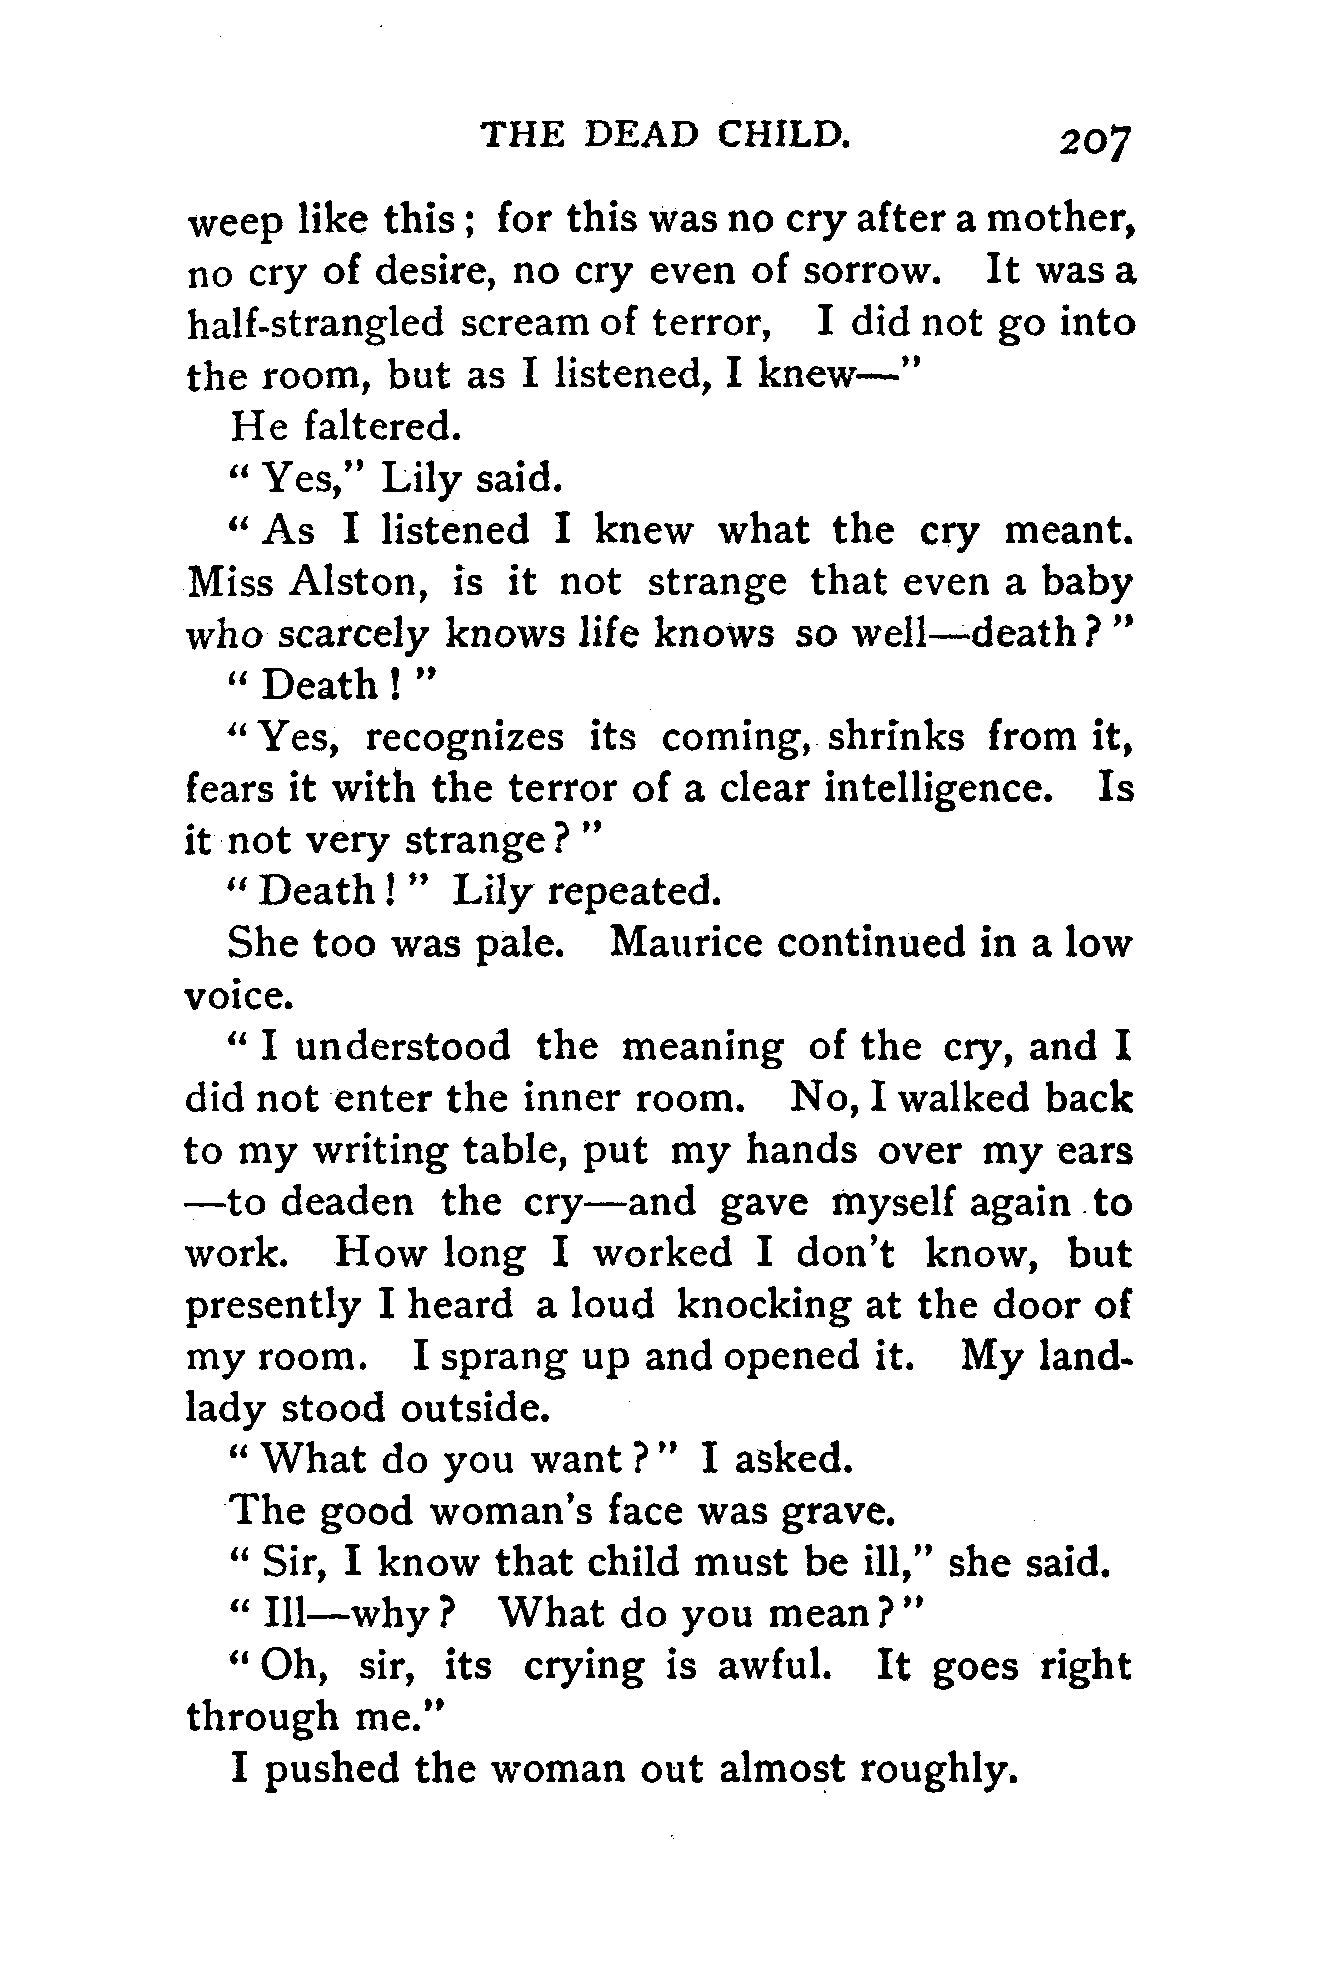 THE DEAD CHILD. 207
weep like this ; for this was no cry after a mother,
no cry of desire, no cry even of sorrow. It was a
half-strangled scream of terror, I did not go into
the room, but as I listened, I knew—"
He faltered.
" Yes," Lily said.
" As I listened I knew what the cry meant.
Miss Alston, is it not strange that even a baby
who scarcely knows life knows so well—death ? "
" Death ! "
" Yes, recognizes its coming, shrinks from it,
fears it with the terror of a clear intelligence. Is
it not very strange ? "
" Death ! " Lily repeated.
She too was pale. Maurice continued in a low
voice.
" I understood the meaning of the cry, and I
did not enter the inner room. No, I walked back
to my writing table, put my hands over my ears
—to deaden the cry—and gave myself again to
work. How long I worked I don't know, but
presently I heard a loud knocking at the door of
my room. I sprang up and opened it. My land-
lady stood outside.
" What do you want ? " I asked.
The good woman's face was grave.
" Sir, I know that child must be ill," she said.
" Ill—why ? What do you mean ? "
" Oh, sir, its crying is awful. It goes right
through me."
I pushed the woman out almost roughly.